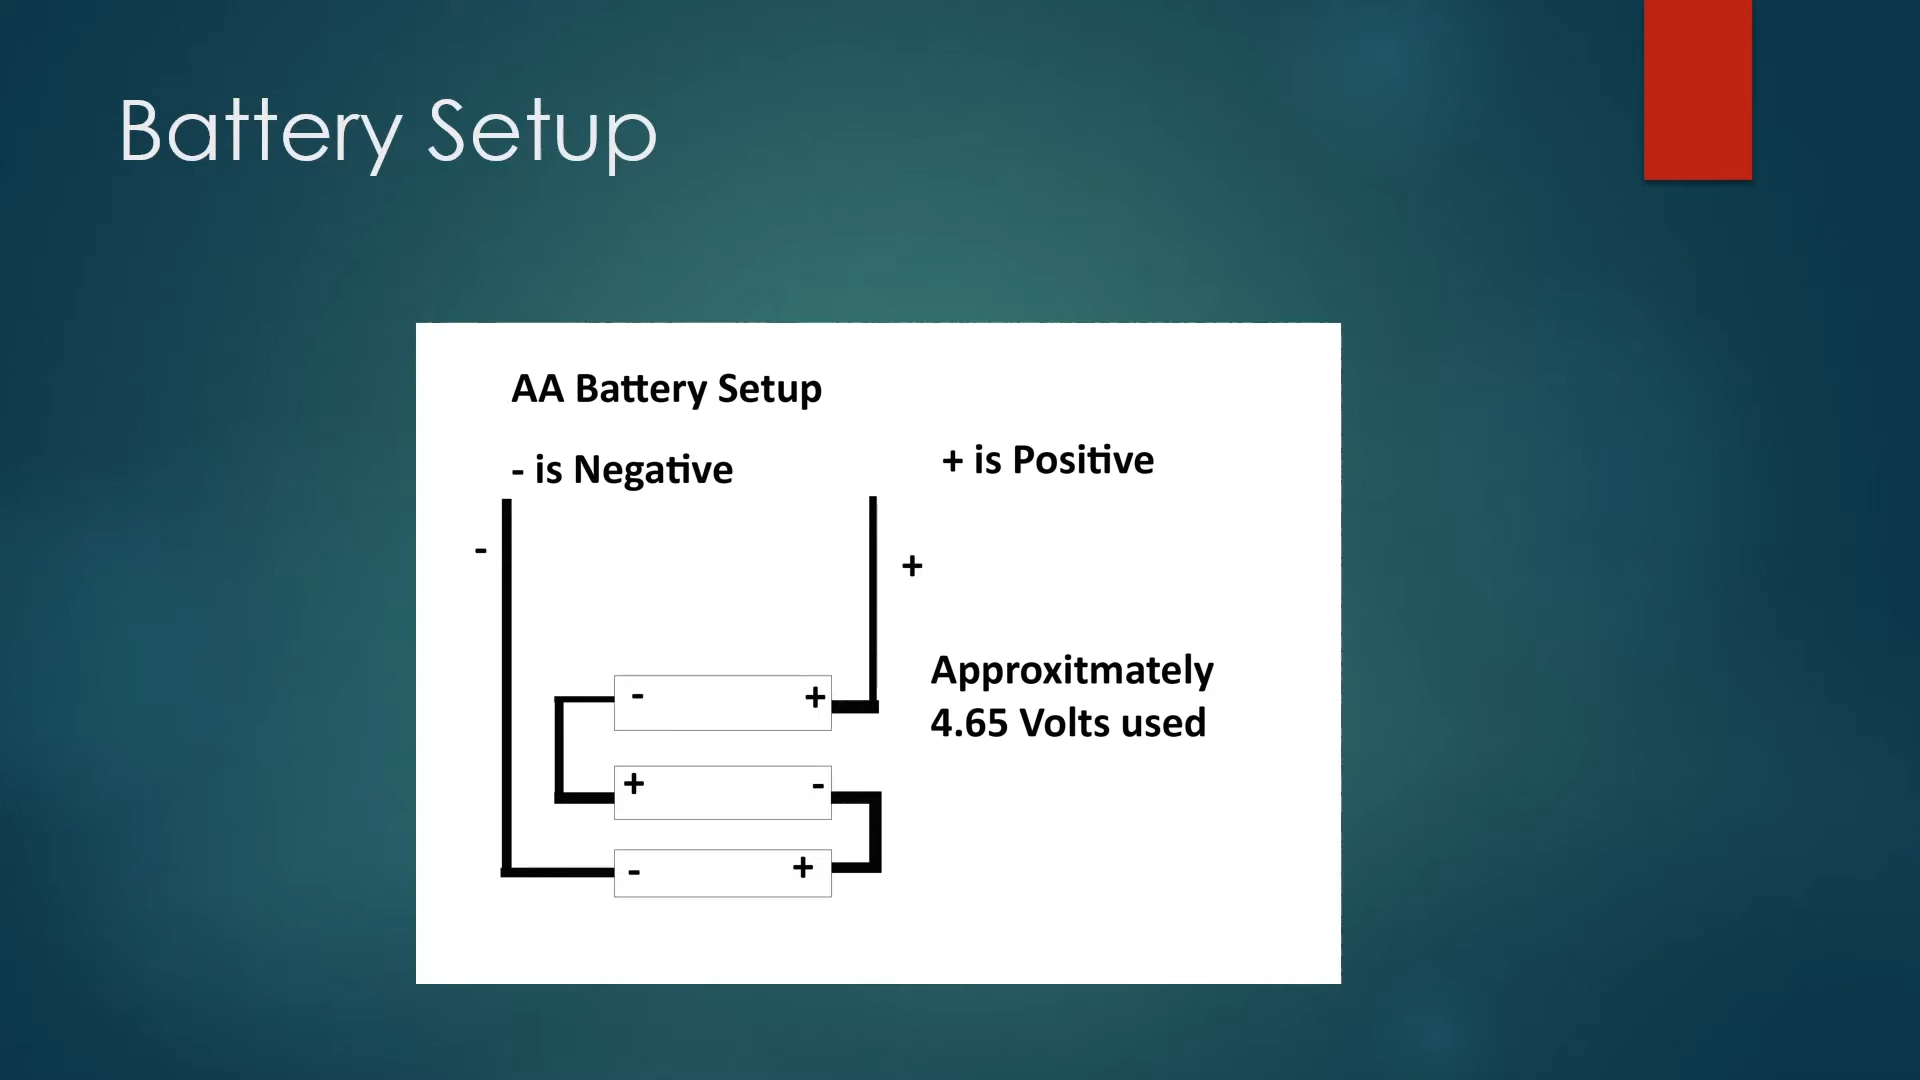 Battery Setup
AA Battery Setup
- is Negative
+ is Positive
-
+
Approxitmately
4.65 Volts used
- +
+ -
- +